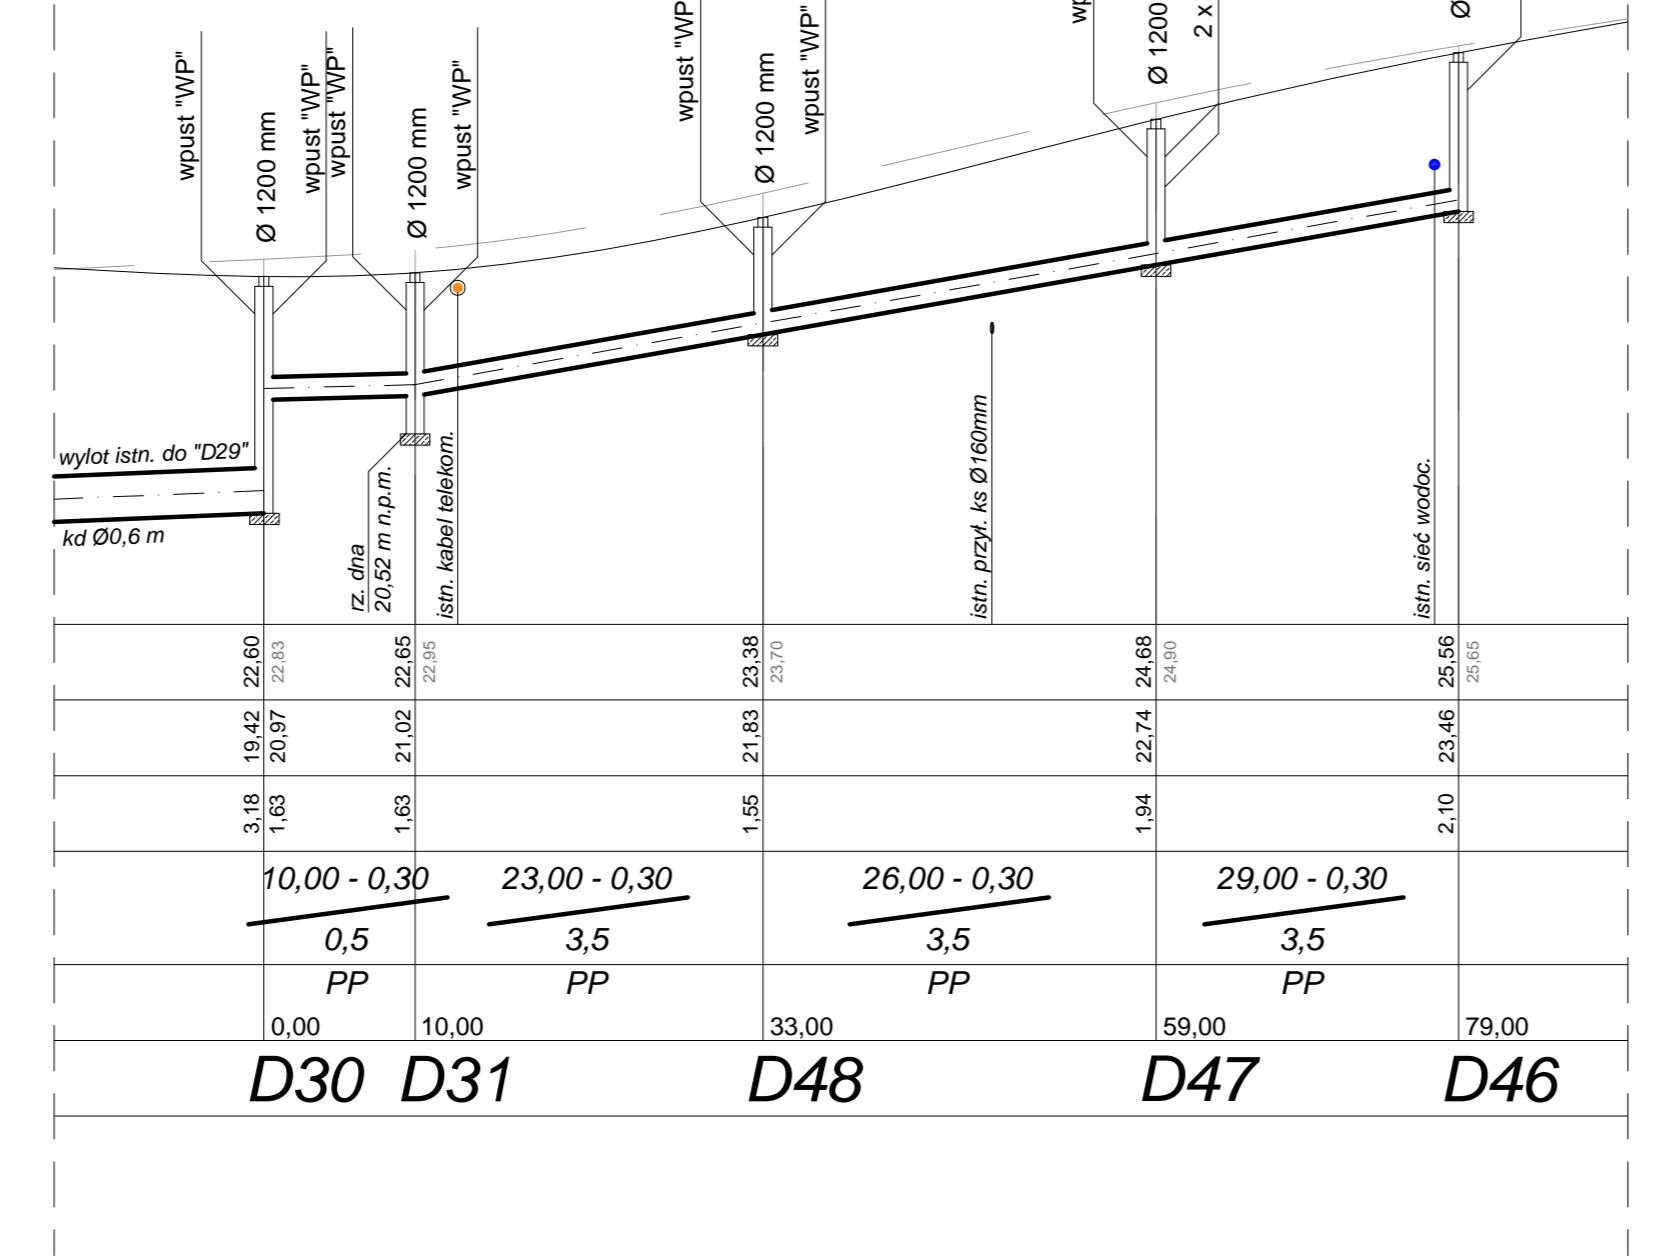 wpust "WP"
Ø 1200 mm
wpust "WP"
wpust "WP"
Ø 1200 mm
wpust "WP"
wpust "WP"
Ø 1200 mm
wpust "WP"
wp
Ø 1200
2 x
Ø
wylot istn. do "D29"
kd Ø0,6 m
rz. dna
20,52 m n.p.m.
istn. kabel telekom.
istn. przył. ks Ø160mm
istn. sieć wodoc.
22,60 22,83 22,65 22,95 23,38 23,70 24,68 24,90 25,56 25,65
19,42 20,97 21,02 21,83 22,74 23,46
3,18 1,63 1,63 1,55 1,94 2,10
10,00 - 0,30 23,00 - 0,30 26,00 - 0,30 29,00 - 0,30
0,5 3,5 3,5 3,5
PP PP PP PP
0,00 10,00 33,00 59,00 79,00
D30 D31 D48 D47 D46